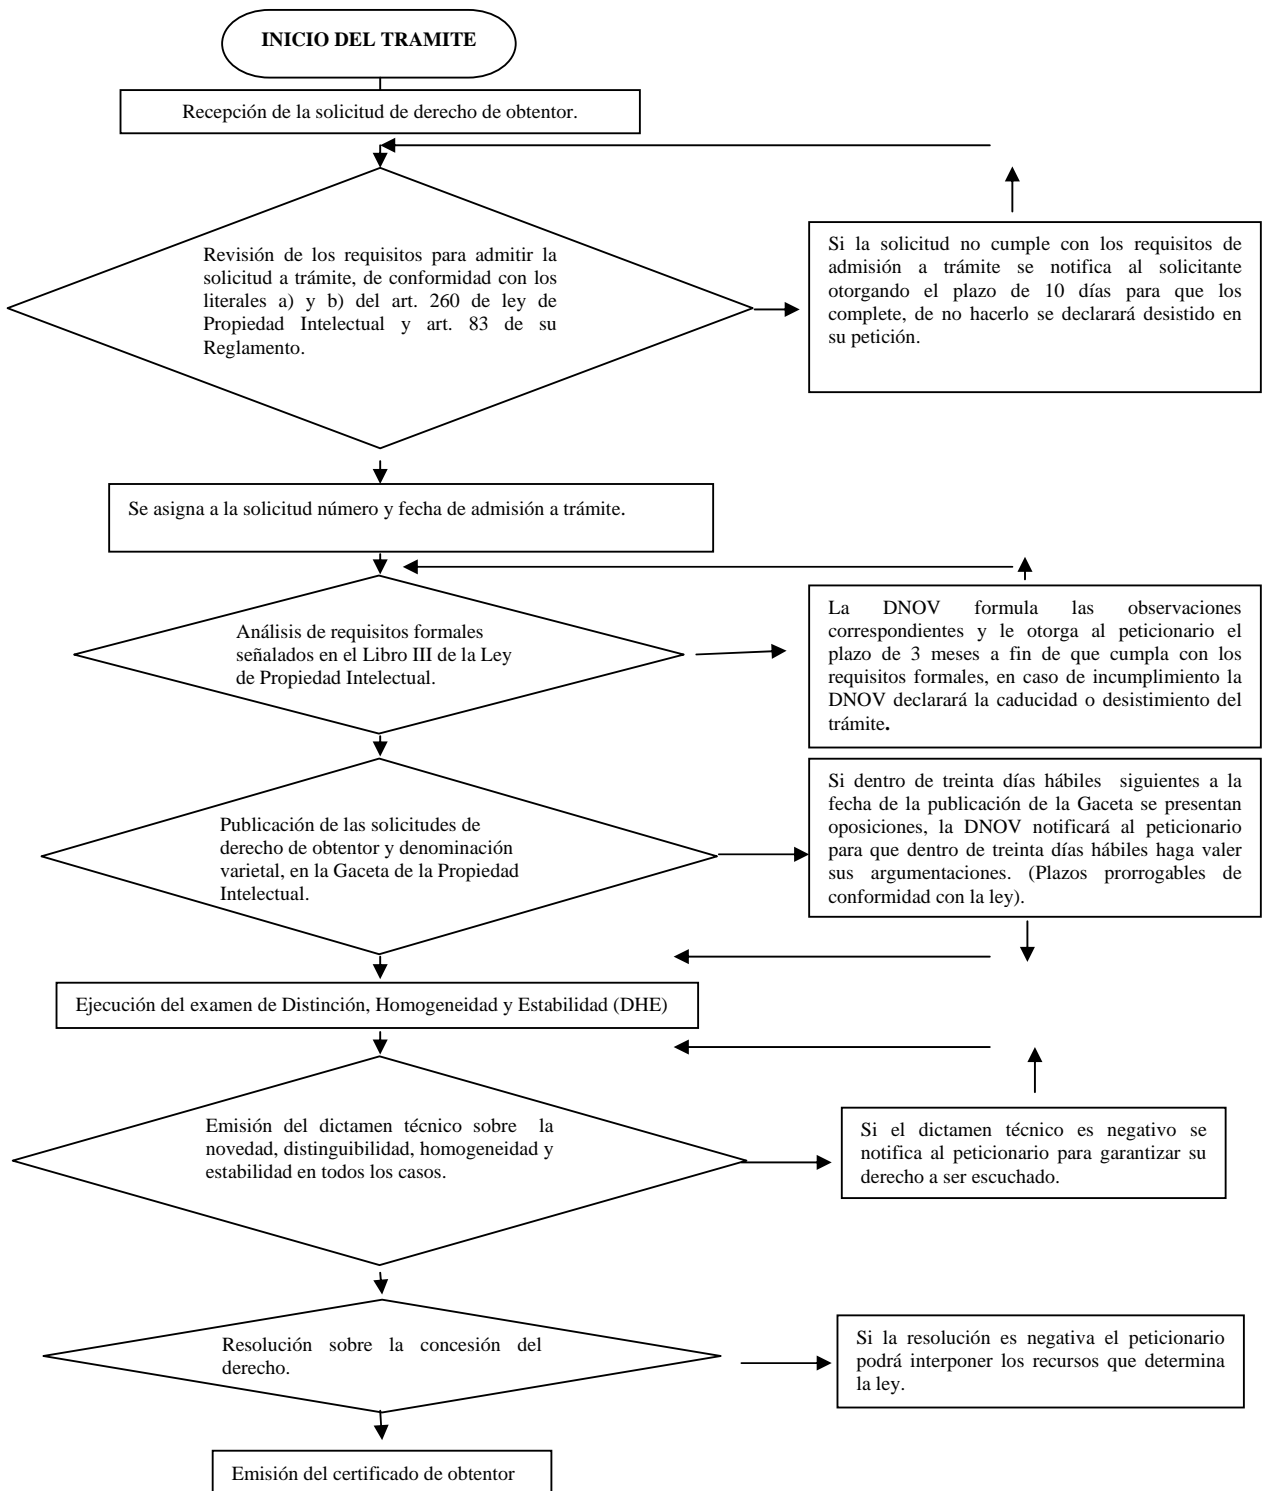 INICIO DEL TRAMITE
Recepción de la solicitud de derecho de obtentor.
Revisión de los requisitos para admitir la
solicitud a trámite, de conformidad con los
literales a) y b) del art. 260 de ley de
Propiedad Intelectual y art. 83 de su
Reglamento.
Si la solicitud no cumple con los requisitos de
admisión a trámite se notifica al solicitante
otorgando el plazo de 10 días para que los
complete, de no hacerlo se declarará desistido en
su petición.
Se asigna a la solicitud número y fecha de admisión a trámite.
Análisis de requisitos formales
señalados en el Libro III de la Ley
de Propiedad Intelectual.
La DNOV formula las observaciones
correspondientes y le otorga al peticionario el
plazo de 3 meses a fin de que cumpla con los
requisitos formales, en caso de incumplimiento la
DNOV declarará la caducidad o desistimiento del
trámite.
Publicación de las solicitudes de
derecho de obtentor y denominación
varietal, en la Gaceta de la Propiedad
Intelectual.
Si dentro de treinta días hábiles siguientes a la
fecha de la publicación de la Gaceta se presentan
oposiciones, la DNOV notificará al peticionario
para que dentro de treinta días hábiles haga valer
sus argumentaciones. (Plazos prorrogables de
conformidad con la ley).
Ejecución del examen de Distinción, Homogeneidad y Estabilidad (DHE)
Emisión del dictamen técnico sobre la
novedad, distinguibilidad, homogeneidad y
estabilidad en todos los casos.
Si el dictamen técnico es negativo se
notifica al peticionario para garantizar su
derecho a ser escuchado.
Resolución sobre la concesión del
derecho.
Si la resolución es negativa el peticionario
podrá interponer los recursos que determina
la ley.
Emisión del certificado de obtentor